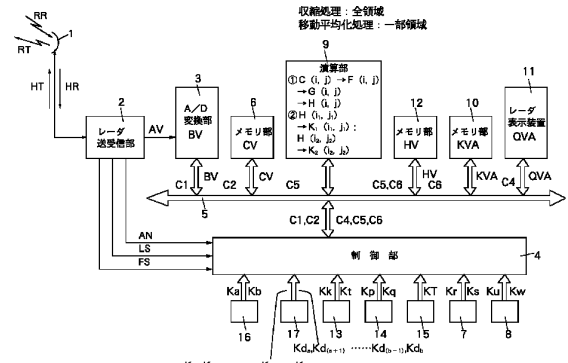 収縮処理：全領域
移動平均化処理：一部領域
RR
RT
1
HT
HR
2
レーダ
送受信部
AV
3
A／D
変換部
BV
6
メモリ部
CV
9
演算部
①C (i, j) →F (i, j)
→G (i, j)
→H (i, j)
②H (i₁, j₁)
→K₁ (i₁, j₁) ;
H (i₂, j₂)
→K₂ (i₂, j₂)
12
メモリ部
HV
10
メモリ部
KVA
11
レーダ
表示装置
QVA
C1
BV
C2
CV
C5
C5,C6
HV
C6
KVA
C4
QVA
5
C1,C2
C4,C5,C6
AN
LS
FS
制御部
4
Ka
Kb
Kk
Kt
Kp
Kq
KT
Kr
Ks
Ku
Kw
16
17
13
14
15
7
8
Kdₐ,Kd₍ₐ₊₁₎ ⋯⋯Kd₍b₋₁₎,Kdb